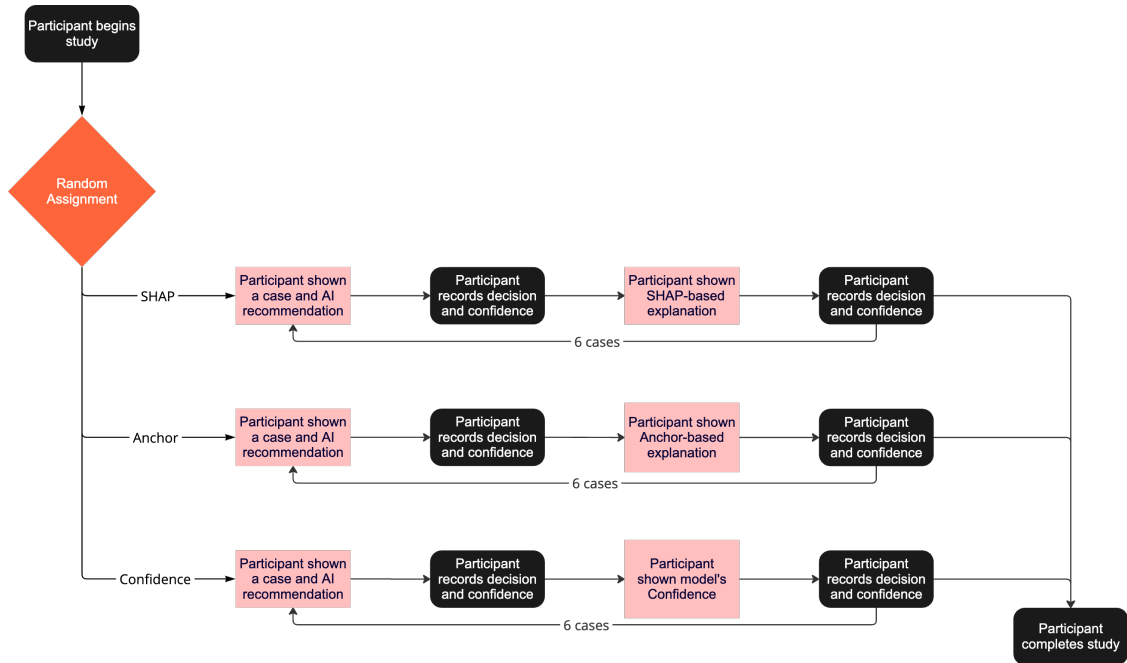 Participant begins
study
Random
Assignment
SHAP
Participant shown
a case and AI
recommendation
Participant
records decision
and confidence
Participant shown
SHAP-based
explanation
Participant
records decision
and confidence
6 cases
Anchor
Participant shown
a case and AI
recommendation
Participant
records decision
and confidence
Participant shown
Anchor-based
explanation
Participant
records decision
and confidence
6 cases
Confidence
Participant shown
a case and AI
recommendation
Participant
records decision
and confidence
Participant
shown model's
Confidence
Participant
records decision
and confidence
6 cases
Participant
completes study